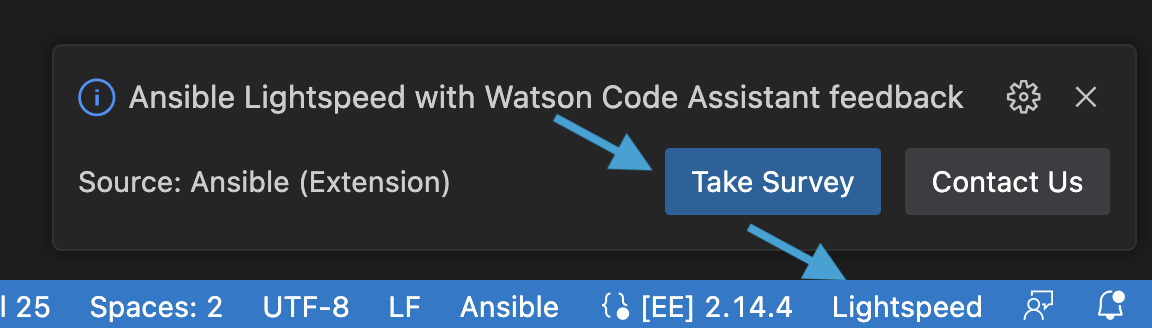 Ansible Lightspeed with Watson Code Assistant feedback
Source: Ansible (Extension)
Take Survey
Contact Us
l 25 Spaces: 2 UTF-8 LF Ansible [EE] 2.14.4 Lightspeed